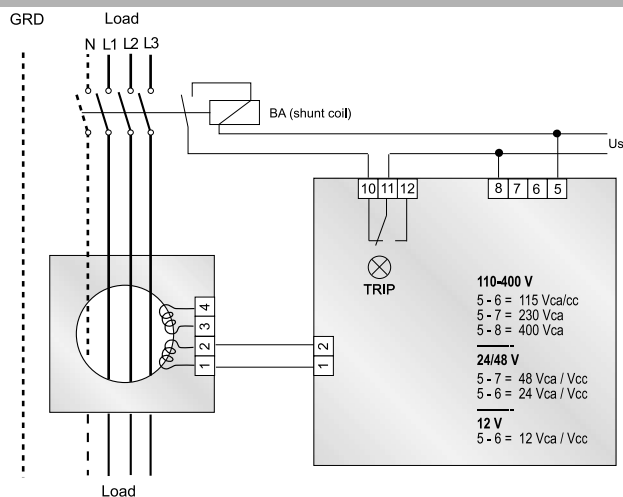 GRD
Load
N L1 L2 L3
BA (shunt coil)
Us
10 11 12
8 7 6 5
TRIP
4
3
2
1
2
1
110-400 V
5 - 6 = 115 Vca/cc
5 - 7 = 230 Vca
5 - 8 = 400 Vca
24/48 V
5 - 7 = 48 Vca / Vcc
5 - 6 = 24 Vca / Vcc
12 V
5 - 6 = 12 Vca / Vcc
Load